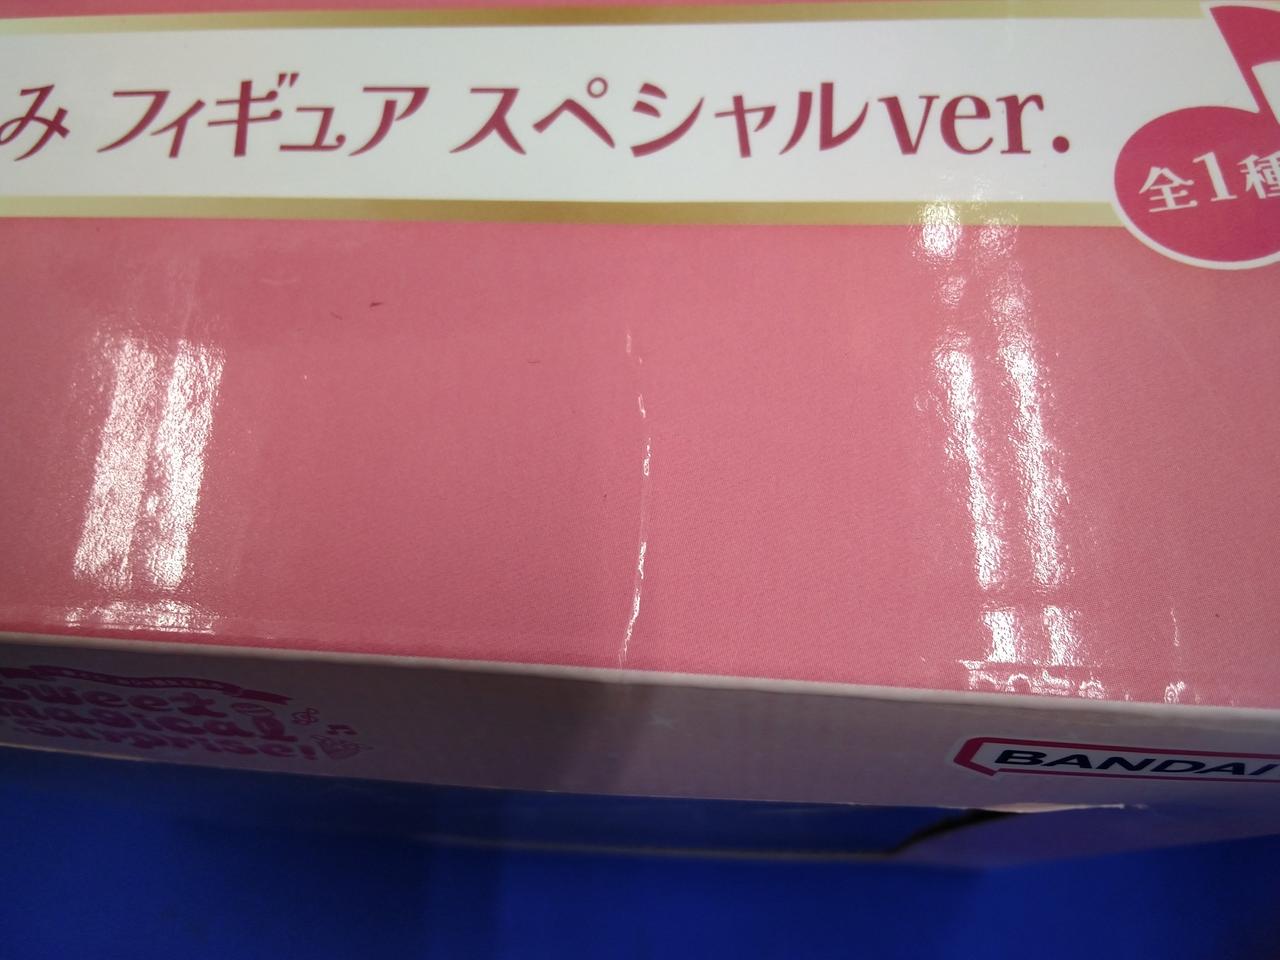 み フィギュア スペシャルver.
全1種
Sweet
magical
surprise!
BANDAI